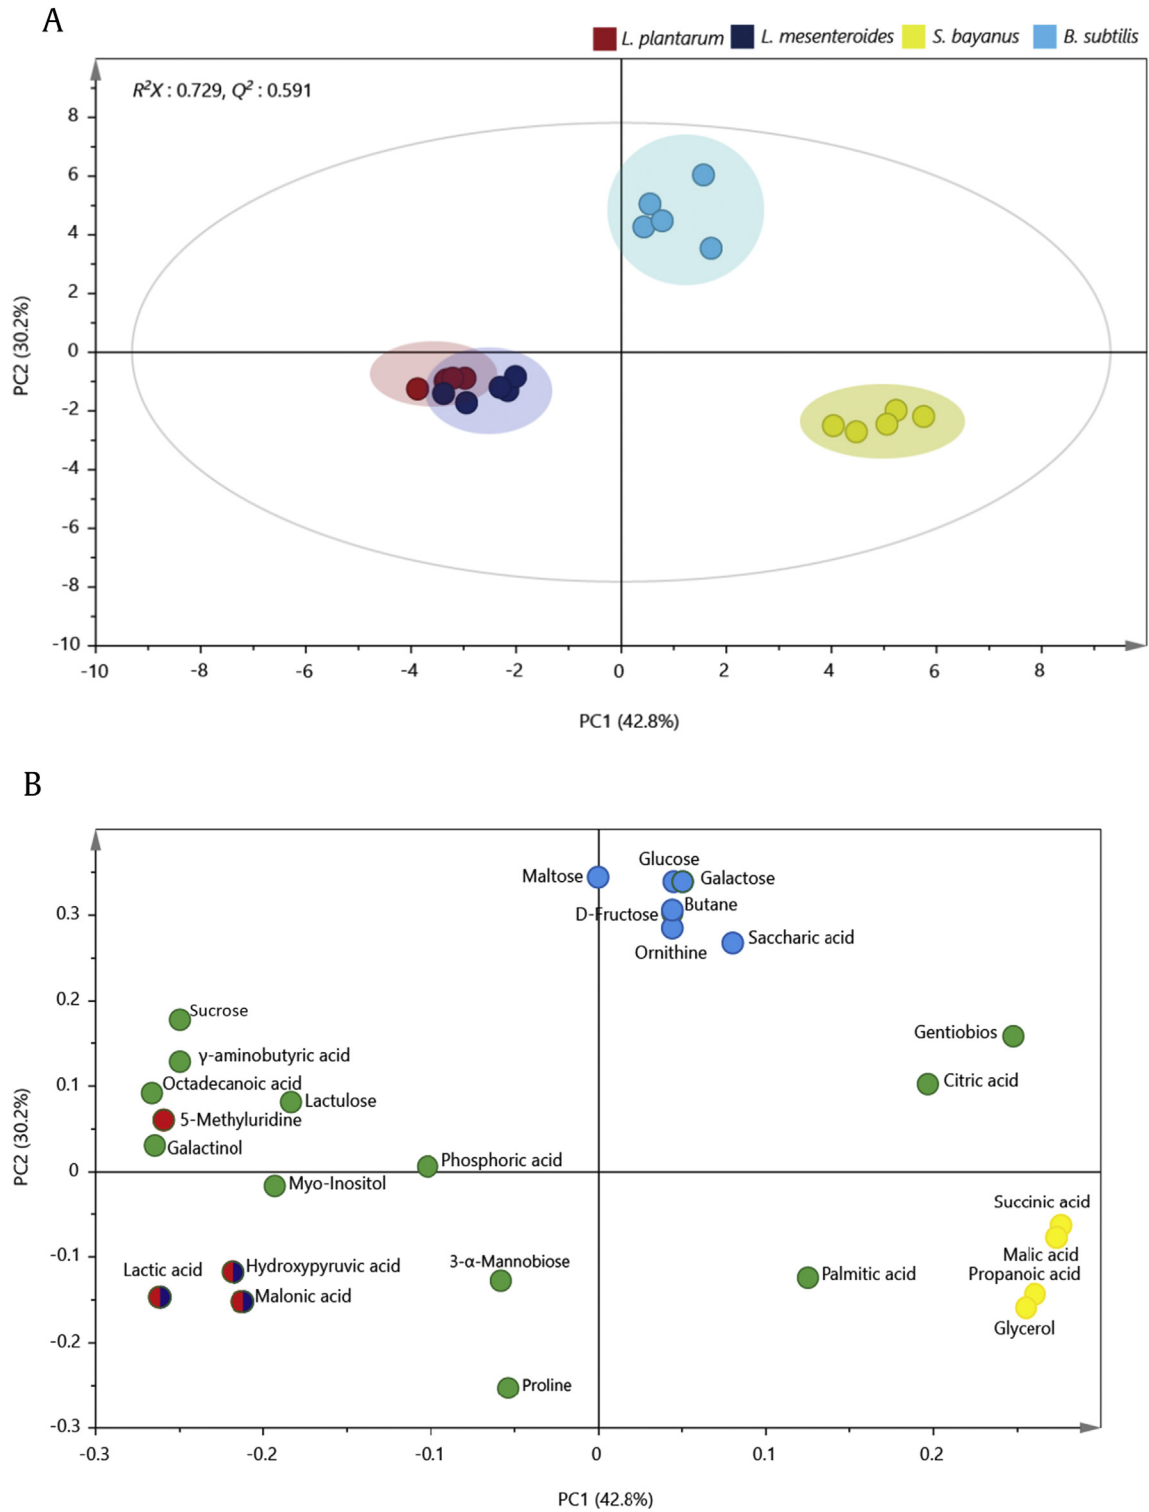 A
L. plantarum L. mesenteroides S. bayanus B. subtilis
R²X : 0.729, Q² : 0.591
8
6
4
2
0
-2
-4
-6
-8
-10
PC2 (30.2%)
-10 -8 -6 -4 -2 0 2 4 6 8
PC1 (42.8%)
B
Glucose
Maltose
Galactose
Butane
D-Fructose
Saccharic acid
Ornithine
Sucrose
Gentiobios
γ-aminobutyric acid
Octadecanoic acid
Citric acid
Lactulose
5-Methyluridine
Galactinol
Phosphoric acid
Myo-Inositol
Succinic acid
Malic acid
3-α-Mannobiose
Hydroxypyruvic acid
Lactic acid
Palmitic acid
Propanoic acid
Malonic acid
Glycerol
Proline
0.3
0.2
0.1
0
-0.1
-0.2
-0.3
PC2 (30.2%)
-0.3 -0.2 -0.1 0 0.1 0.2
PC1 (42.8%)